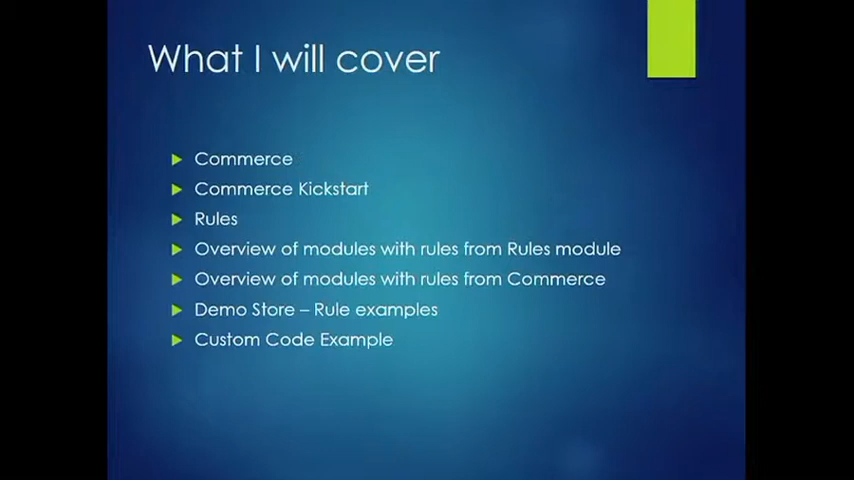 What I will cover
Commerce
Commerce Kickstart
Rules
Overview of modules with rules from Rules module
Overview of modules with rules from Commerce
Demo Store – Rule examples
Custom Code Example